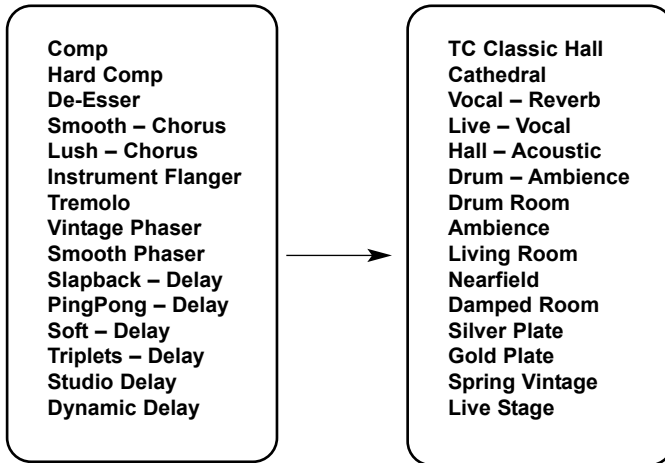 Comp
Hard Comp
De-Esser
Smooth – Chorus
Lush – Chorus
Instrument Flanger
Tremolo
Vintage Phaser
Smooth Phaser
Slapback – Delay
PingPong – Delay
Soft – Delay
Triplets – Delay
Studio Delay
Dynamic Delay
TC Classic Hall
Cathedral
Vocal – Reverb
Live – Vocal
Hall – Acoustic
Drum – Ambience
Drum Room
Ambience
Living Room
Nearfield
Damped Room
Silver Plate
Gold Plate
Spring Vintage
Live Stage